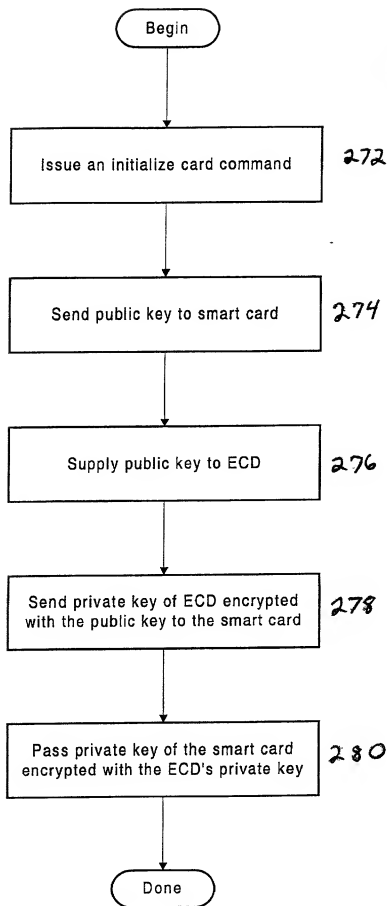 Begin
Issue an initialize card command
272
Send public key to smart card
274
Supply public key to ECD
276
Send private key of ECD encrypted
with the public key to the smart card
278
Pass private key of the smart card
encrypted with the ECD's private key
280
Done